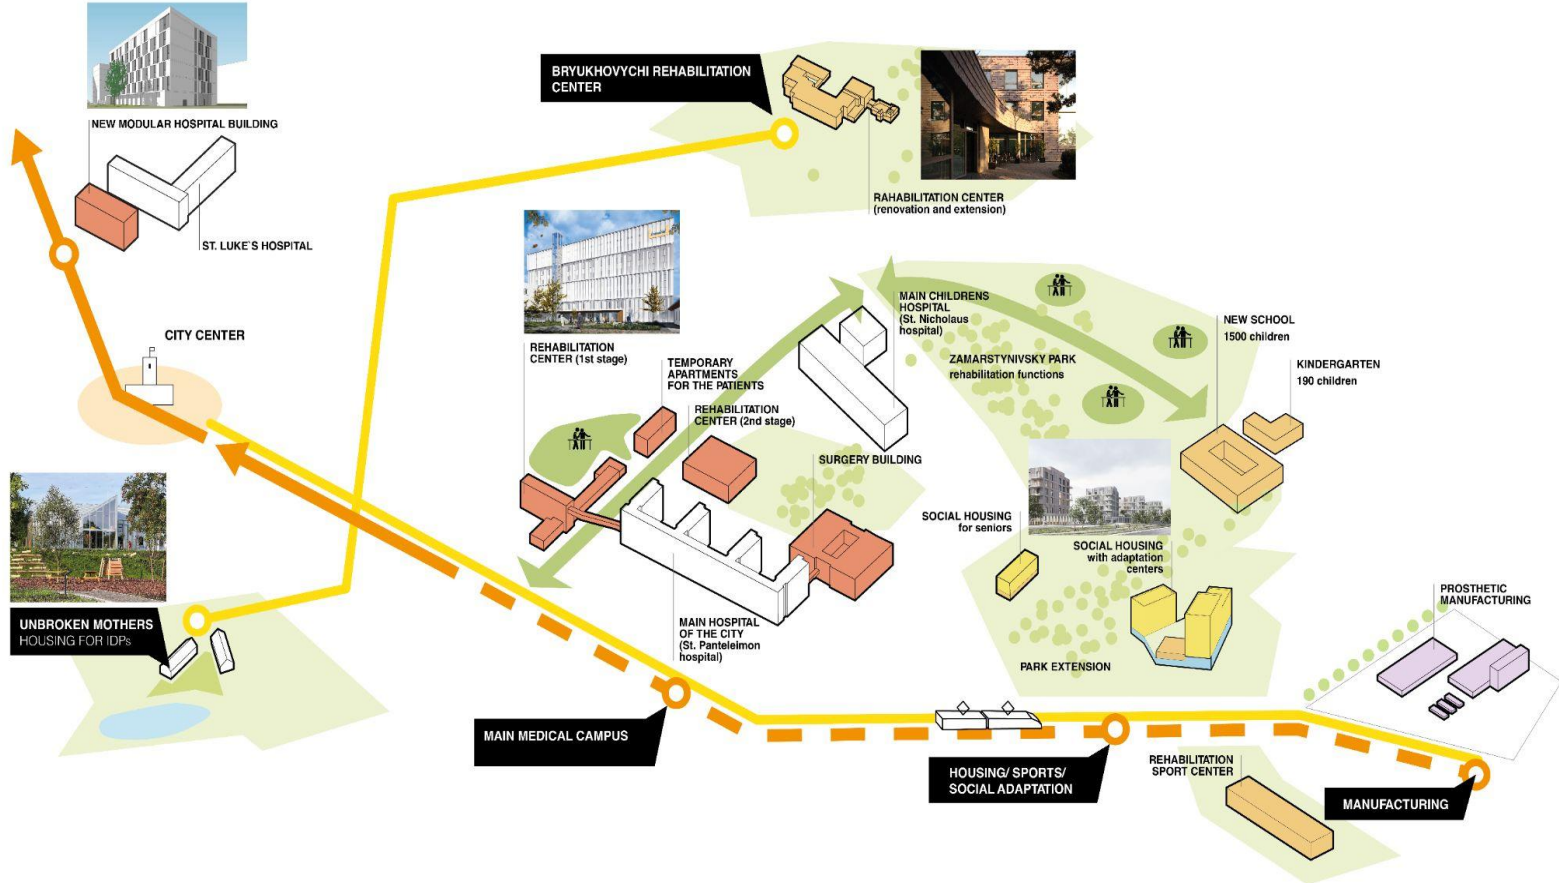 NEW MODULAR HOSPITAL BUILDING
ST. LUKE`S HOSPITAL
CITY CENTER
UNBROKEN MOTHERS
HOUSING FOR IDPs
BRYUKHOVYCHI REHABILITATION
CENTER
RAHABILITATION CENTER
(renovation and extension)
REHABILITATION
CENTER (1st stage)
TEMPORARY
APARTMENTS
FOR THE PATIENTS
REHABILITATION
CENTER (2nd stage)
MAIN CHILDRENS
HOSPITAL
(St. Nicholaus
hospital)
SURGERY BUILDING
MAIN HOSPITAL
OF THE CITY
(St. Panteleimon
hospital)
MAIN MEDICAL CAMPUS
ZAMARSTYNIVSKY PARK
rehabilitation functions
NEW SCHOOL
1500 children
KINDERGARTEN
190 children
SOCIAL HOUSING
for seniors
SOCIAL HOUSING
with adaptation
centers
PARK EXTENSION
HOUSING/ SPORTS/
SOCIAL ADAPTATION
REHABILITATION
SPORT CENTER
PROSTHETIC
MANUFACTURING
MANUFACTURING